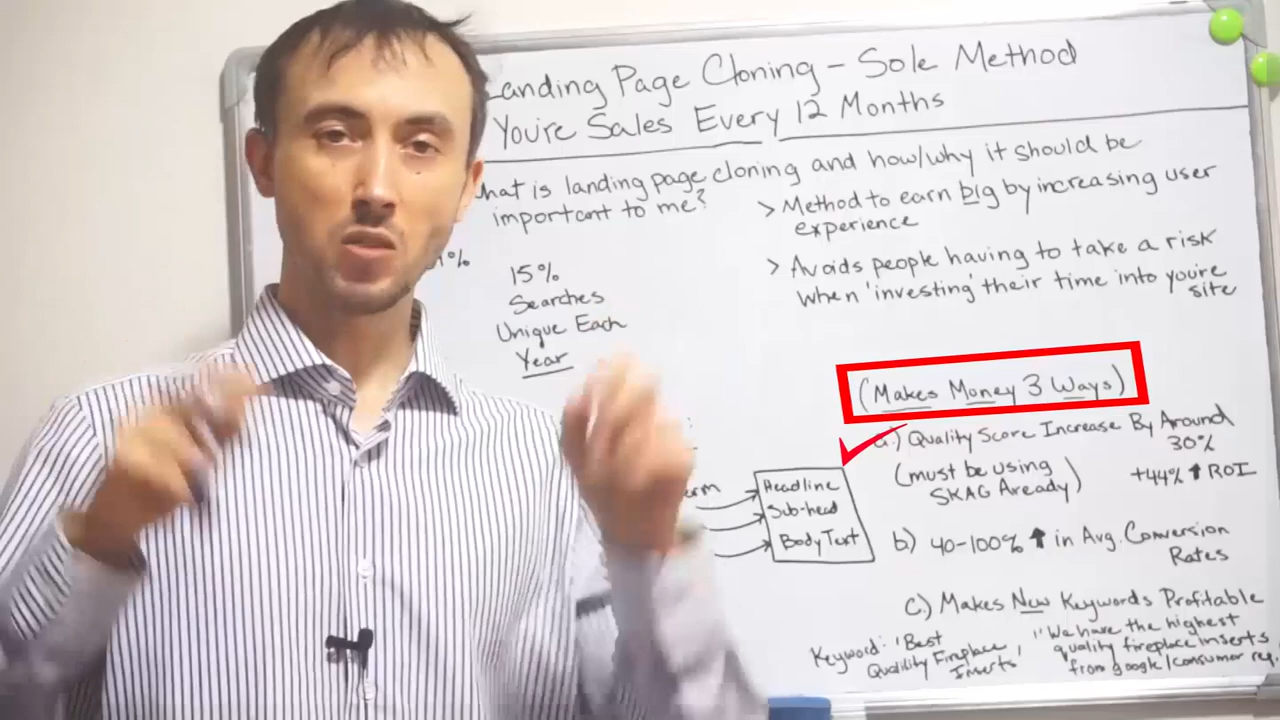 Landing Page Cloning – Sole Method
You're Sales Every 12 Months
what is landing page cloning and how/why it should be
important to me?
> Method to earn big by increasing user
experience
> Avoids people having to take a risk
when 'investing' their time into you're
site
1%
15%
Searches
Unique Each
Year
(Makes Money 3 Ways)
a.) Quality Score Increase By Around
30%
(must be using
SKAG Aready)
+44% ↑ ROI
erm
Headline
Sub-head
Body Text
b) 40-100% ↑ in Avg. Conversion
Rates
c.) Makes New Keywords Profitable
Keyword: 'Best
Quality Fireplace
Inserts'
"We have the highest
quality fireplace inserts
from google/consumer